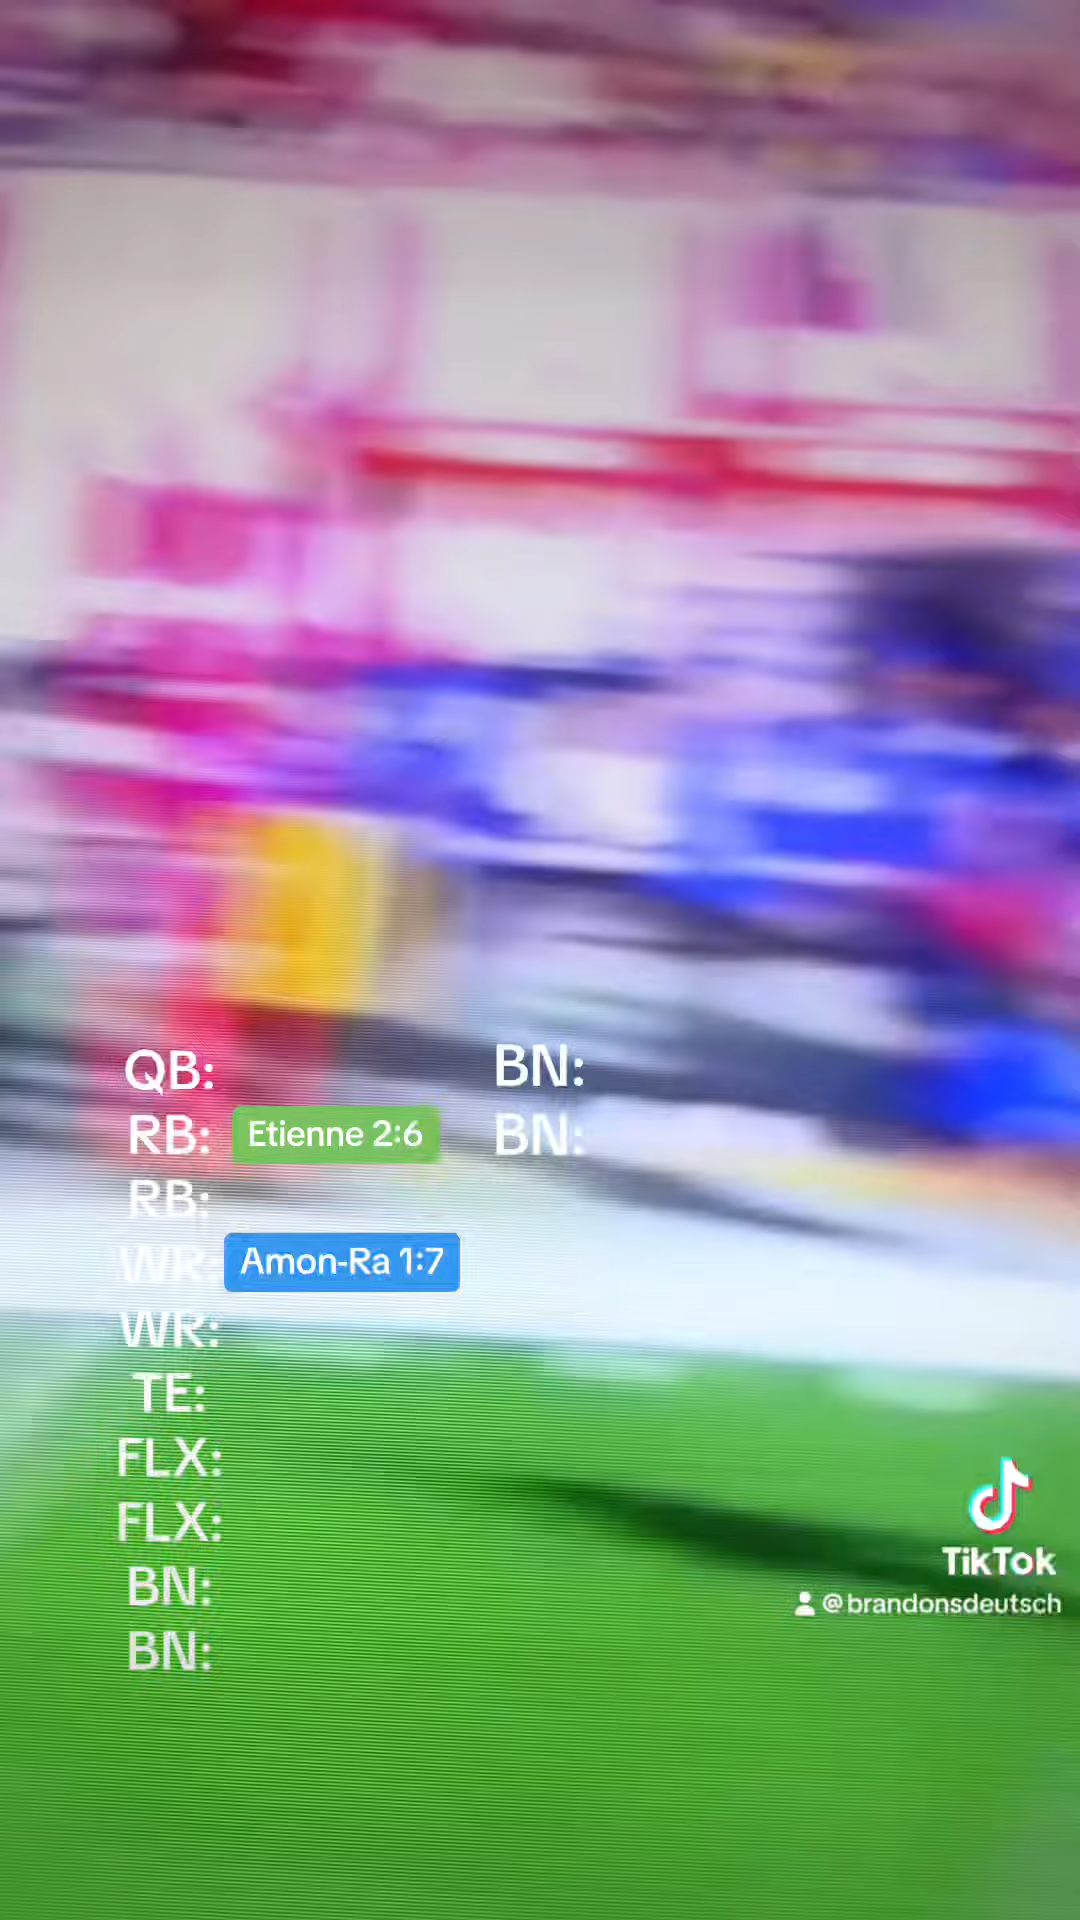 QB:
RB: Etienne 2:6
RB:
WR: Amon-Ra 1:7
WR:
TE:
FLX:
FLX:
BN:
BN:
BN:
BN:
TikTok
@brandonsdeutsch